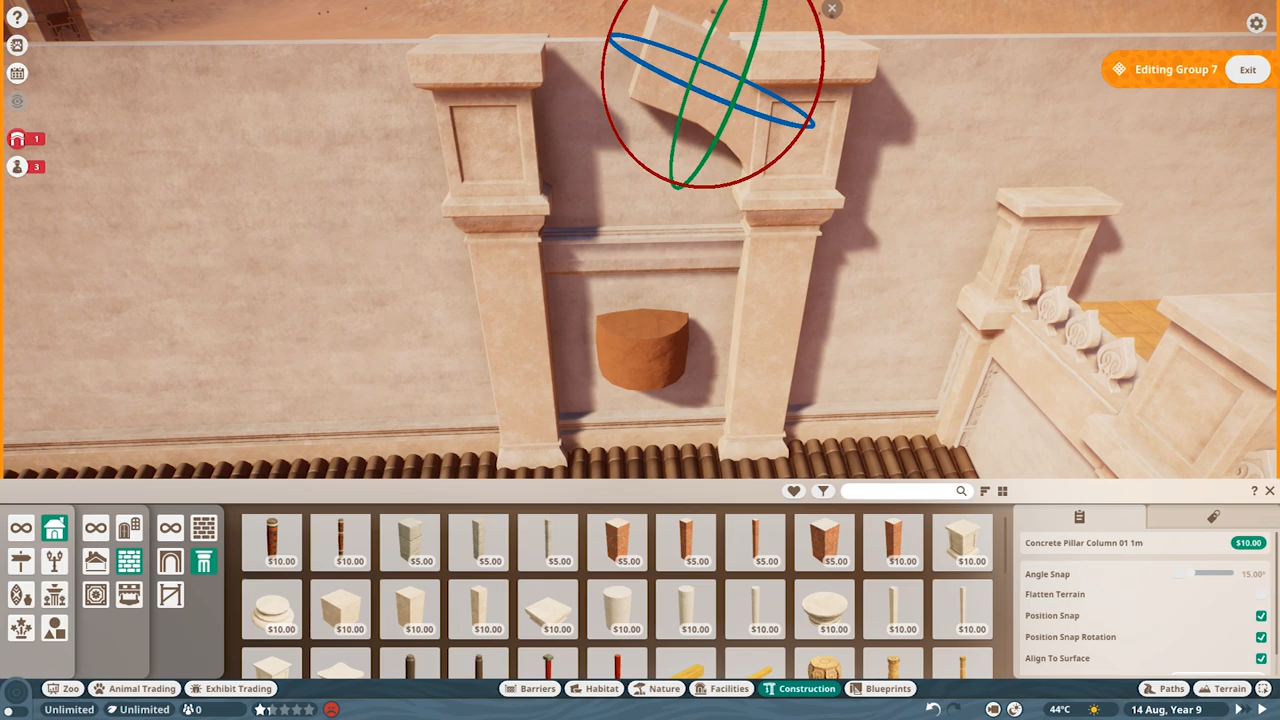 ?
Editing Group 7
Exit
1
3
?
Concrete Pillar Column 01 1m
$10.00
$10.00 $10.00 $5.00 $5.00 $5.00 $5.00 $5.00 $5.00 $5.00 $10.00 $10.00
Angle Snap 15.00°
Flatten Terrain
Position Snap
$10.00 $10.00 $10.00 $10.00 $10.00 $10.00 $10.00 $10.00 $10.00 $10.00 $10.00
Position Snap Rotation
Align To Surface
Zoo Animal Trading Exhibit Trading Barriers Habitat Nature Facilities Construction Blueprints Paths Terrain
Unlimited Unlimited 0 44°C 14 Aug, Year 9